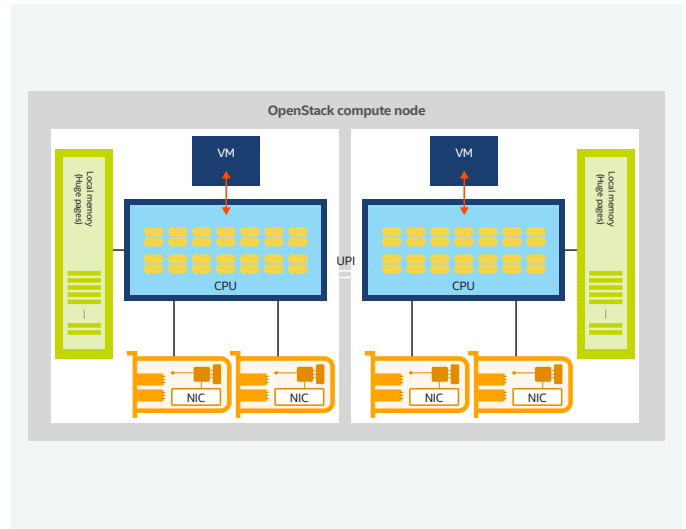 OpenStack compute node
VM
Local memory
(Huge pages)
CPU
NIC
NIC
UPI
VM
Local memory
(Huge pages)
CPU
NIC
NIC